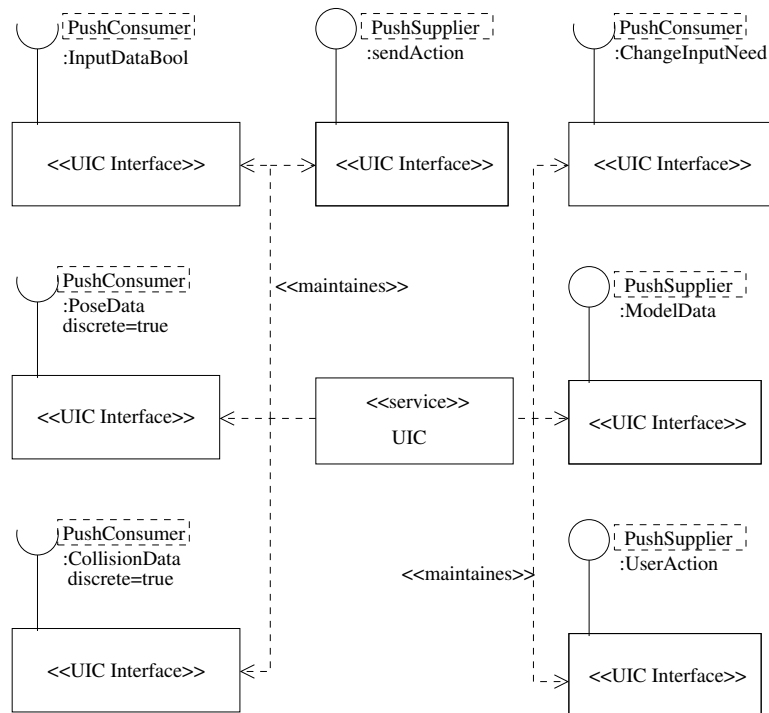 PushConsumer
:InputDataBool
<<UIC Interface>>
PushSupplier
:sendAction
<<UIC Interface>>
PushConsumer
:ChangeInputNeed
<<UIC Interface>>
PushConsumer
:PoseData
discrete=true
<<UIC Interface>>
<<maintaines>>
<<service>>
UIC
PushSupplier
:ModelData
<<UIC Interface>>
PushConsumer
:CollisionData
discrete=true
<<UIC Interface>>
<<maintaines>>
PushSupplier
:UserAction
<<UIC Interface>>